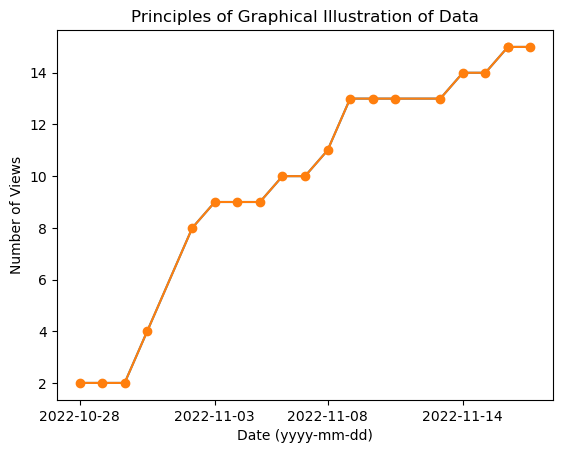 Principles of Graphical Illustration of Data
Number of Views
14
12
10
8
6
4
2
2022-10-28 2022-11-03 2022-11-08 2022-11-14
Date (yyyy-mm-dd)